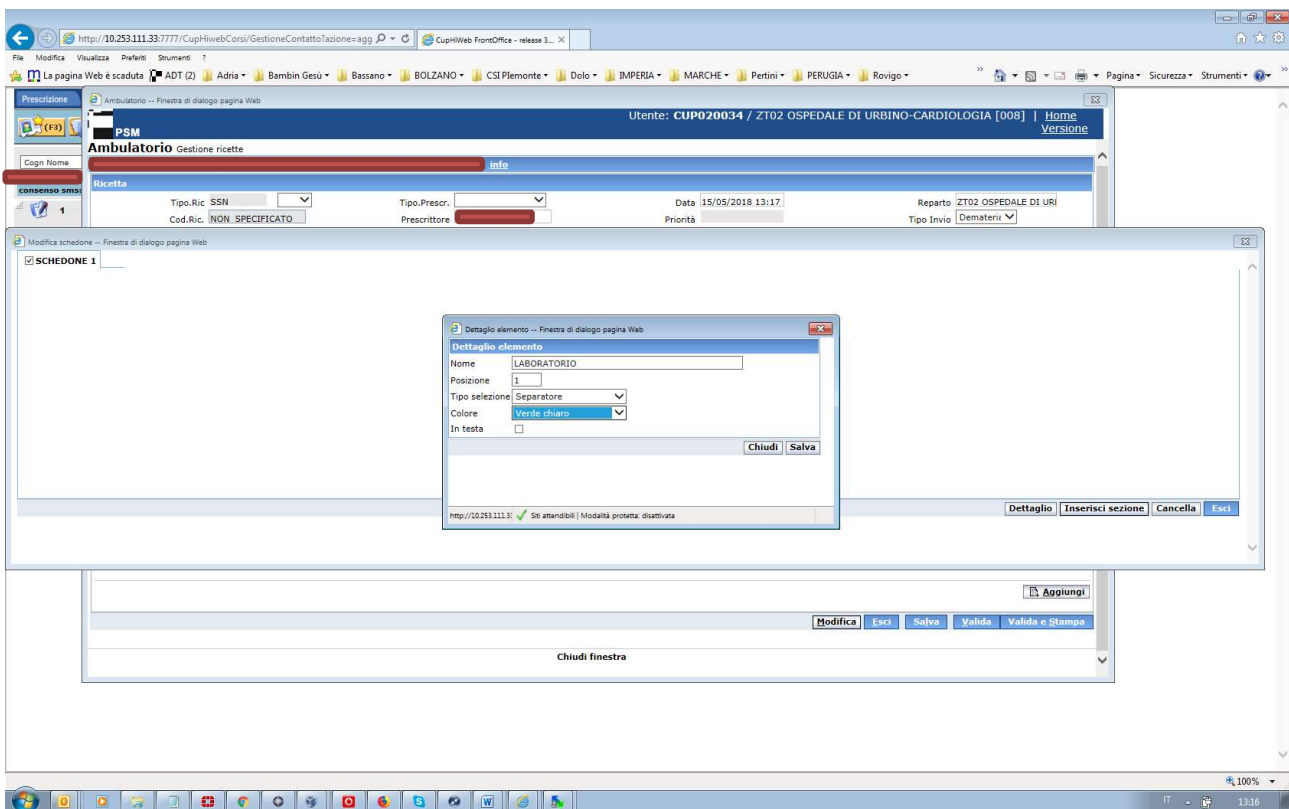 http://10.253.111.33:7777/CupHiwebCorsi/GestioneContatto?azione=agg
CupHiWeb FrontOffice - release 3...
File Modifica Visualizza Preferiti Strumenti ?
La pagina Web è scaduta ADT (2) Adria Bambin Gesù Bassano BOLZANO CSI PIemonte Dolo IMPERIA MARCHE Pertini PERUGIA Rovigo » Pagina Sicurezza Strumenti »
Prescrizione
Ambulatorio -- Finestra di dialogo pagina Web
(F3)
PSM
Utente: CUP020034 / ZT02 OSPEDALE DI URBINO-CARDIOLOGIA [008] | Home
Versione
Ambulatorio Gestione ricette
Cogn Nome
info
consenso sms:
Ricetta
1
Tipo.Ric SSN Tipo.Prescr. Data 15/05/2018 13:17 Reparto ZT02 OSPEDALE DI URI
Cod.Ric. NON SPECIFICATO Prescrittore Priorità Tipo Invio Demateria
Modifica schedone -- Finestra di dialogo pagina Web
SCHEDONE 1
Dettaglio elemento -- Finestra di dialogo pagina Web
Dettaglio elemento
Nome LABORATORIO
Posizione 1
Tipo selezione Separatore
Colore Verde chiaro
In testa
Chiudi Salva
http://10.253.111.3: Siti attendibili | Modalità protetta: disattivata
Dettaglio Inserisci sezione Cancella Esci
Aggiungi
Modifica Esci Salva Valida Valida e Stampa
Chiudi finestra
100%
IT 13:16